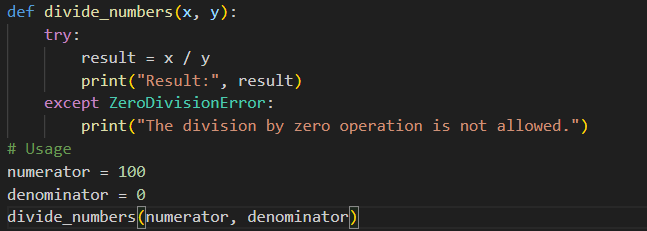 def divide_numbers(x, y):
    try:
        result = x / y
        print("Result:", result)
    except ZeroDivisionError:
        print("The division by zero operation is not allowed.")
# Usage
numerator = 100
denominator = 0
divide_numbers(numerator, denominator)